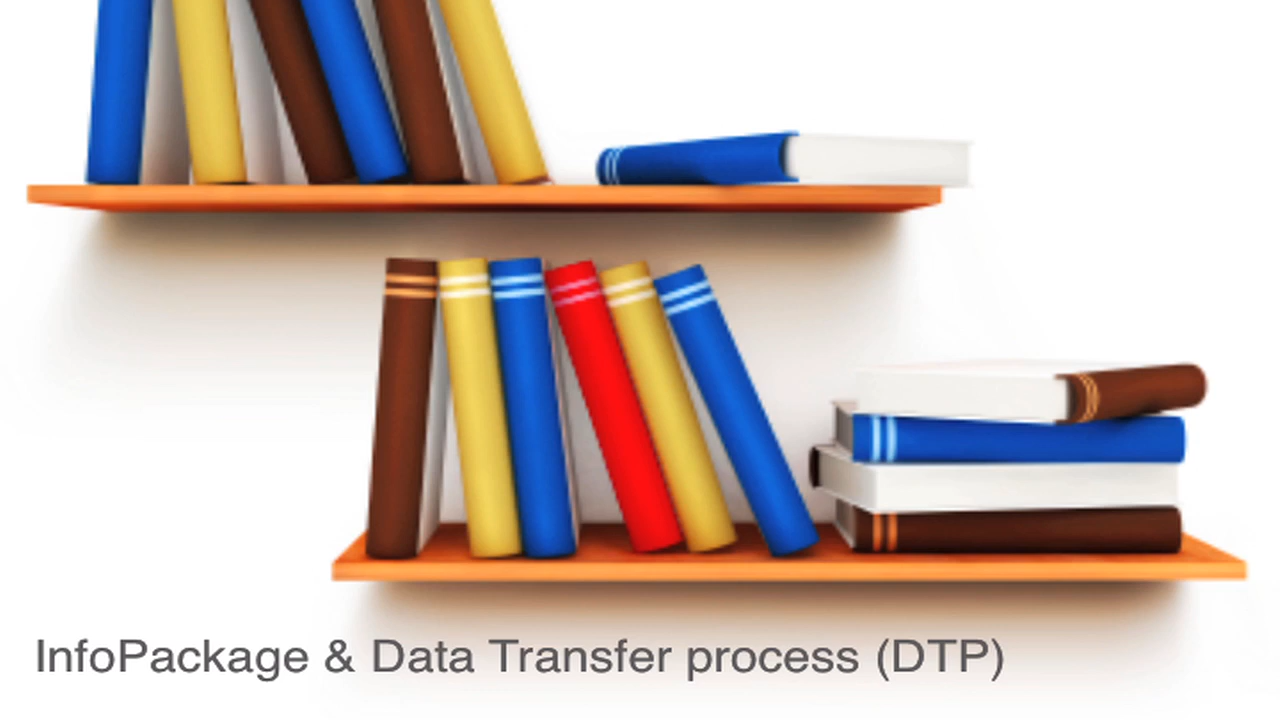 InfoPackage & Data Transfer process (DTP)